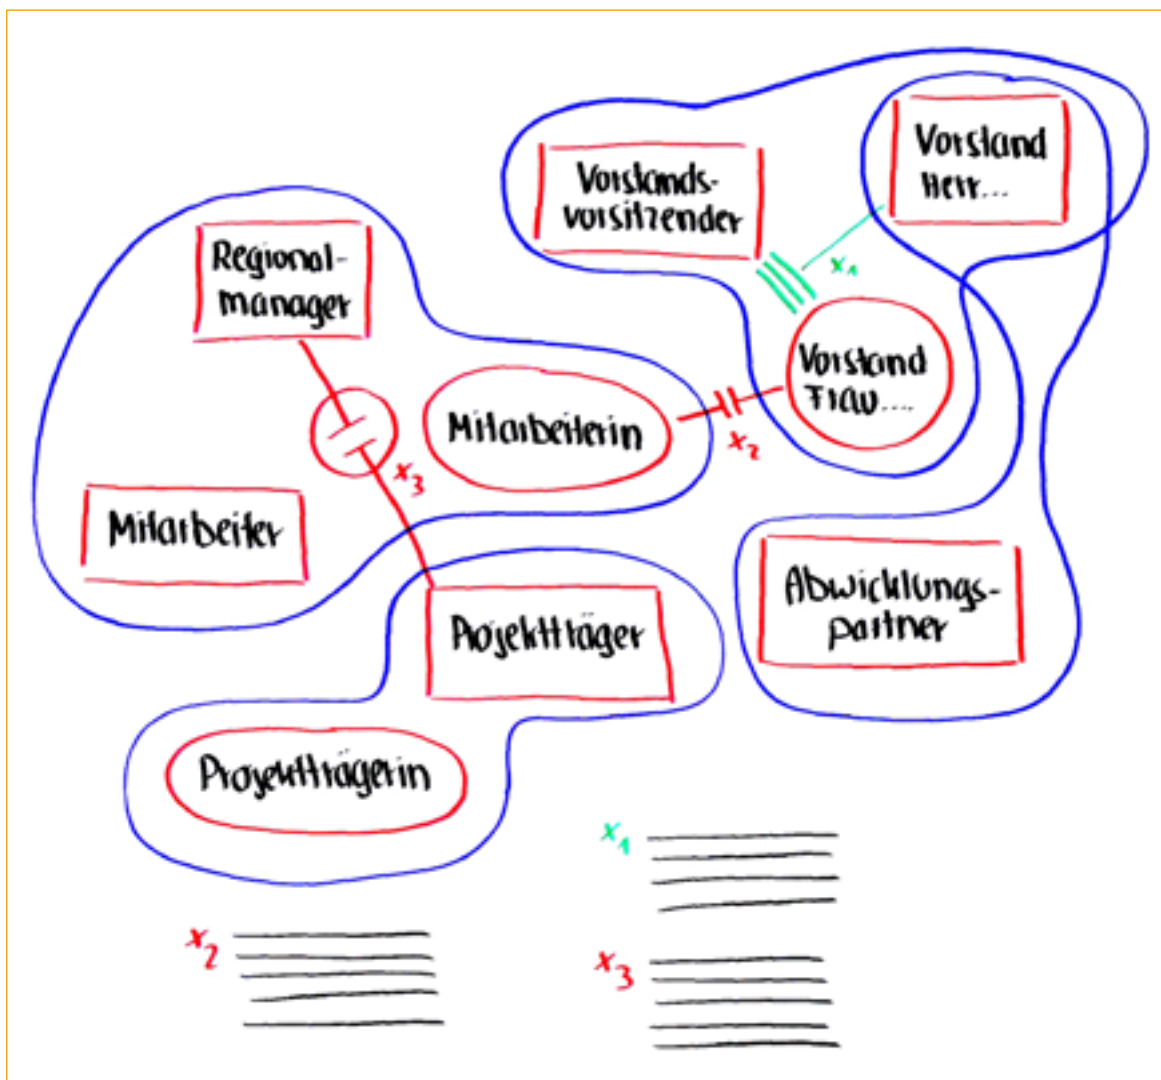 Vorstand
Herr...
Vorstands-
vorsitzender
x1
Regional-
manager
Vorstand
Frau....
Mitarbeiterin
x2
x3
Mitarbeiter
Abwicklungs-
partner
Projektträger
Projektträgerin
x1
x2
x3